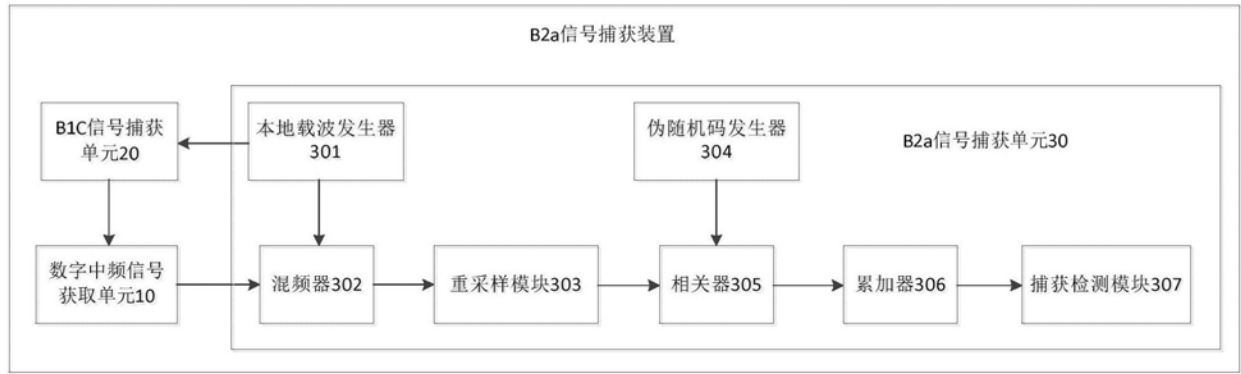 B2a信号捕获装置
B1C信号捕获
单元20
本地载波发生器
301
伪随机码发生器
304
B2a信号捕获单元30
数字中频信号
获取单元10
混频器302
重采样模块303
相关器305
累加器306
捕获检测模块307